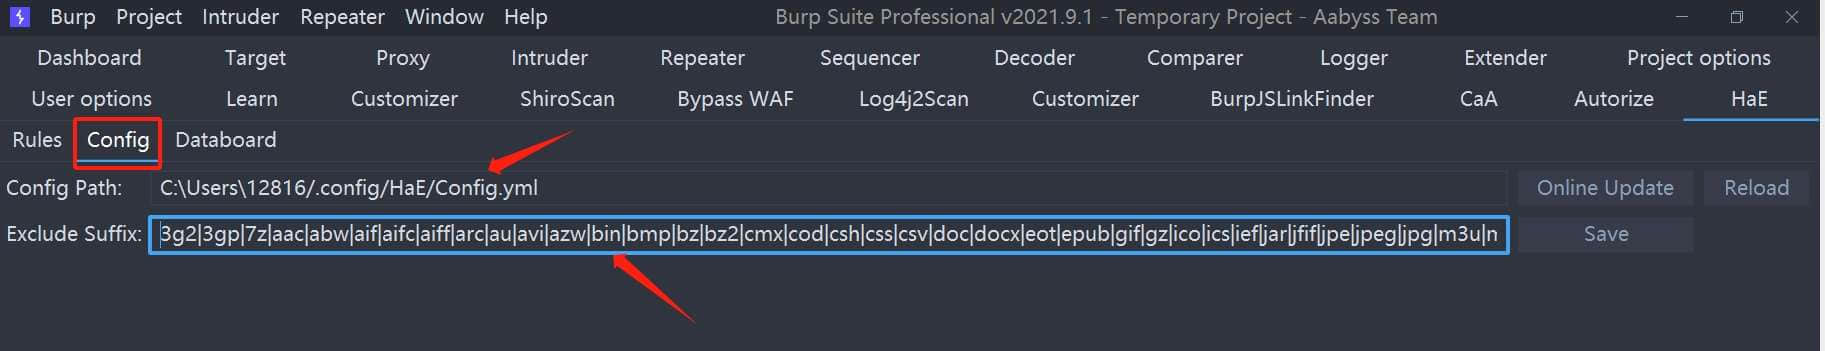 Burp Project Intruder Repeater Window Help Burp Suite Professional v2021.9.1 - Temporary Project - Aabyss Team
Dashboard Target Proxy Intruder Repeater Sequencer Decoder Comparer Logger Extender Project options
User options Learn Customizer ShiroScan Bypass WAF Log4j2Scan Customizer BurpJSLinkFinder CaA Autorize HaE
Rules Config Databoard
Config Path: C:\Users\12816/.config/HaE/Config.yml Online Update Reload
Exclude Suffix: 3g2|3gp|7z|aac|abw|aif|aifc|aiff|arc|au|avi|azw|bin|bmp|bz|bz2|cmx|cod|csh|css|csv|doc|docx|eot|epub|gif|gz|ico|ics|ief|jar|jfif|jpe|jpeg|jpg|m3u| Save